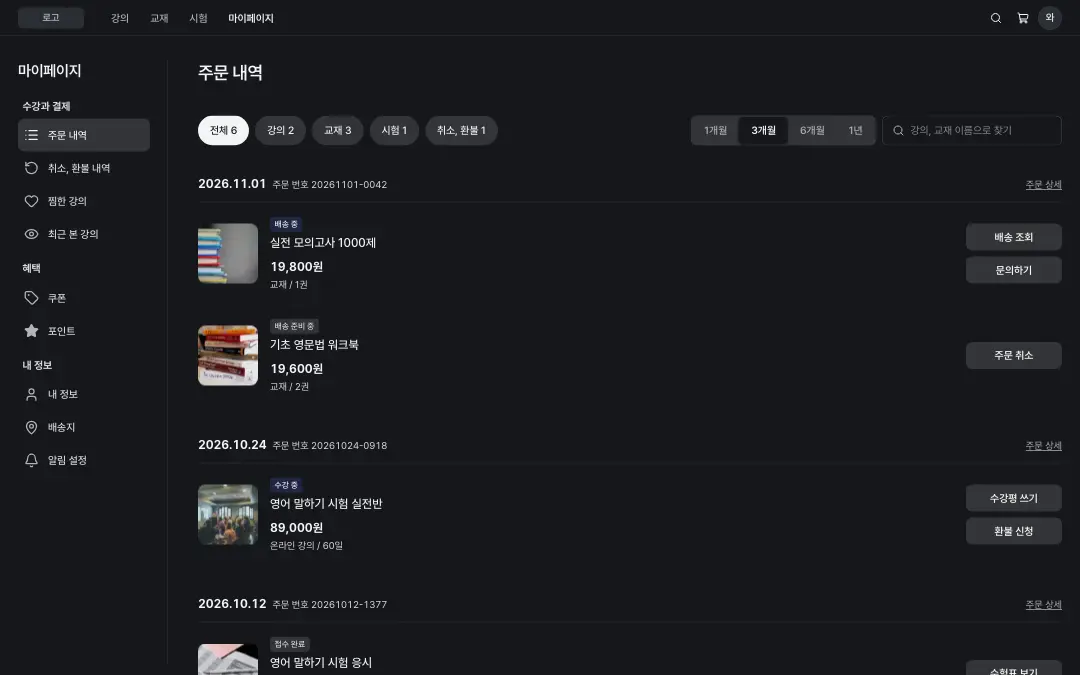 로고
강의
교재
시험
마이페이지
와
마이페이지
수강과 결제
주문 내역
취소, 환불 내역
찜한 강의
최근 본 강의
혜택
쿠폰
포인트
내 정보
내 정보
배송지
알림 설정
주문 내역
전체 6
강의 2
교재 3
시험 1
취소, 환불 1
1개월
3개월
6개월
1년
강의, 교재 이름으로 찾기
2026.11.01 주문 번호 20261101-0042
주문 상세
배송 중
실전 모의고사 1000제
19,800원
교재 / 1권
배송 조회
문의하기
배송 준비 중
기초 영문법 워크북
19,600원
교재 / 2권
주문 취소
2026.10.24 주문 번호 20261024-0918
주문 상세
수강 중
영어 말하기 시험 실전반
89,000원
온라인 강의 / 60일
수강평 쓰기
환불 신청
2026.10.12 주문 번호 20261012-1377
주문 상세
접수 완료
영어 말하기 시험 응시
수험표 보기